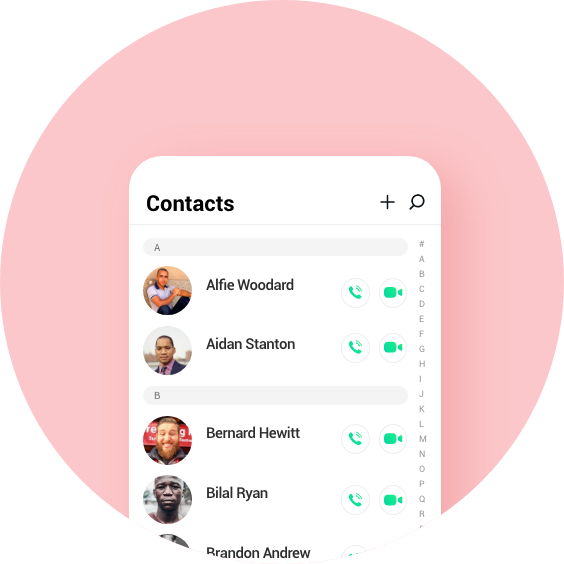 Contacts
A
Alfie Woodard
Aidan Stanton
B
Bernard Hewitt
Bilal Ryan
Brandon Andrew
#
A
B
C
D
E
F
G
H
I
J
K
L
M
N
O
P
Q
R